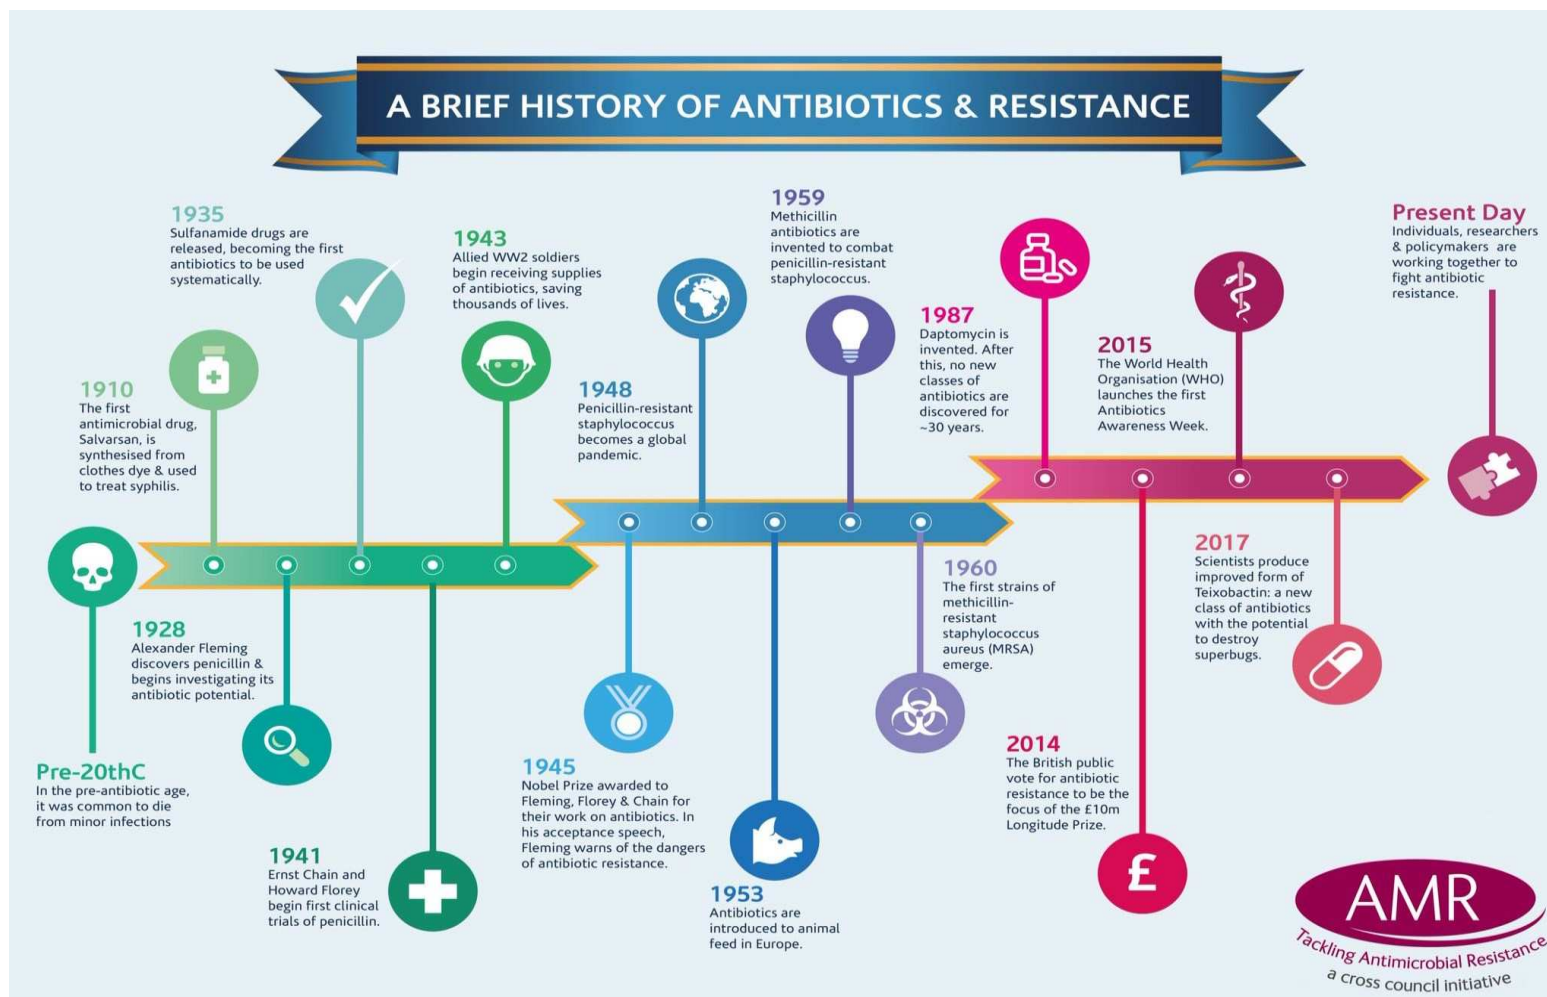 A BRIEF HISTORY OF ANTIBIOTICS & RESISTANCE
Pre-20thC
In the pre-antibiotic age,
it was common to die
from minor infections
1910
The first
antimicrobial drug,
Salvarsan, is
synthesised from
clothes dye & used
to treat syphilis.
1928
Alexander Fleming
discovers penicillin &
begins investigating its
antibiotic potential.
1935
Sulfanamide drugs are
released, becoming the first
antibiotics to be used
systematically.
1941
Ernst Chain and
Howard Florey
begin first clinical
trials of penicillin.
1943
Allied WW2 soldiers
begin receiving supplies
of antibiotics, saving
thousands of lives.
1945
Nobel Prize awarded to
Fleming, Florey & Chain for
their work on antibiotics. In
his acceptance speech,
Fleming warns of the dangers
of antibiotic resistance.
1948
Penicillin-resistant
staphylococcus
becomes a global
pandemic.
1953
Antibiotics are
introduced to animal
feed in Europe.
1959
Methicillin
antibiotics are
invented to combat
penicillin-resistant
staphylococcus.
1960
The first strains of
methicillin-
resistant
staphylococcus
aureus (MRSA)
emerge.
1987
Daptomycin is
invented. After
this, no new
classes of
antibiotics are
discovered for
~30 years.
2014
The British public
vote for antibiotic
resistance to be the
focus of the £10m
Longitude Prize.
£
2015
The World Health
Organisation (WHO)
launches the first
Antibiotics
Awareness Week.
2017
Scientists produce
improved form of
Teixobactin: a new
class of antibiotics
with the potential
to destroy
superbugs.
Present Day
Individuals, researchers
& policymakers are
working together to
fight antibiotic
resistance.
AMR
Tackling Antimicrobial Resistance
a cross council initiative